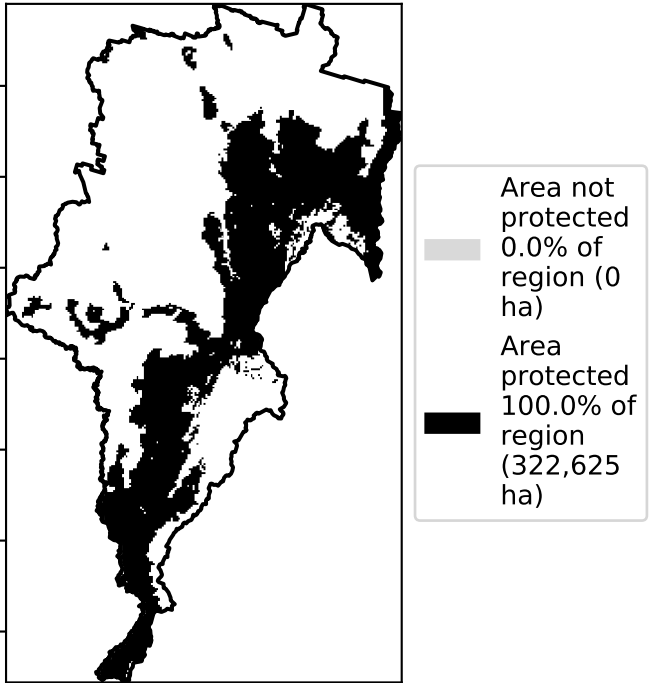 Area not
protected
0.0% of
region (0
ha)
Area
protected
100.0% of
region
(322,625
ha)